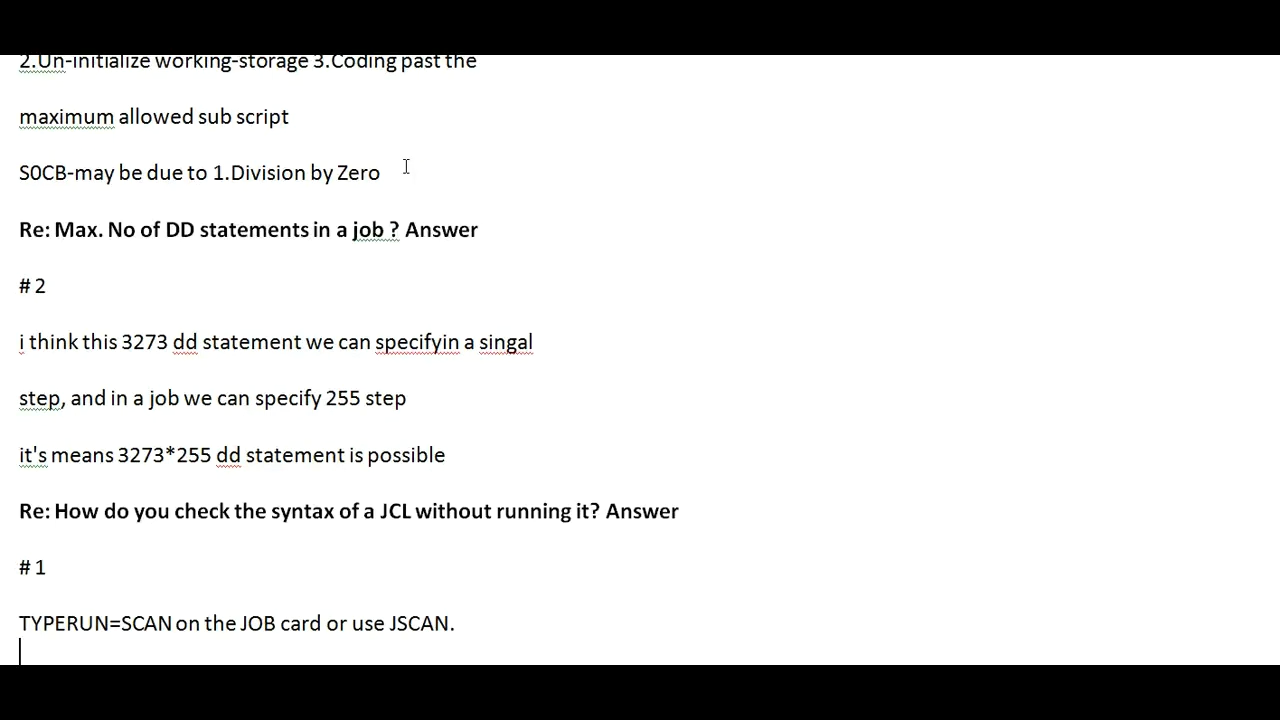 2.Un-initialize working-storage 3.Coding past the
maximum allowed sub script
S0CB-may be due to 1.Division by Zero
Re: Max. No of DD statements in a job ? Answer
# 2
i think this 3273 dd statement we can specifyin a singal
step, and in a job we can specify 255 step
it's means 3273*255 dd statement is possible
Re: How do you check the syntax of a JCL without running it? Answer
# 1
TYPERUN=SCAN on the JOB card or use JSCAN.